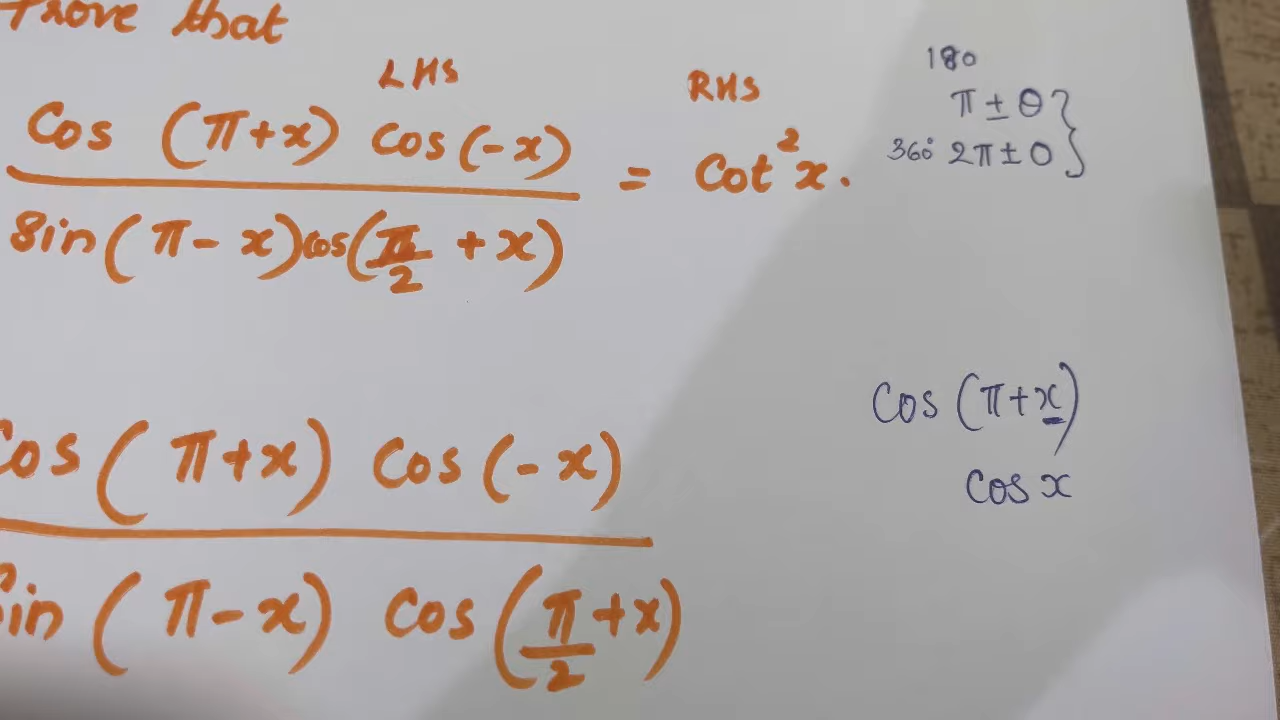 Prove that
LHS RHS
Cos (π+x) Cos(-x) / Sin(π-x)cos(π/2 +x) = Cot²x.
180
π ± θ
360° 2π ± θ }
Cos(π+x) Cos(-x) / Sin(π-x) Cos(π/2+x)
Cos (π+x)
Cos x